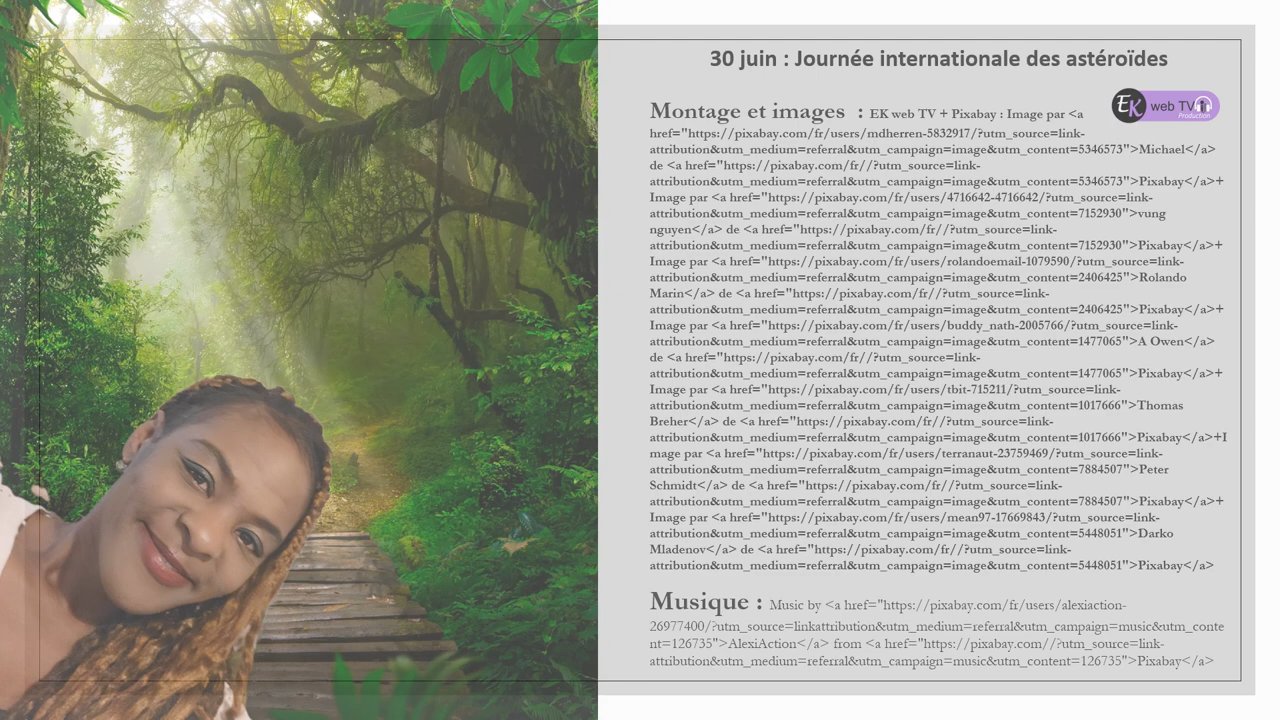 30 juin : Journée internationale des astéroïdes
EK web TV
Production
Montage et images : EK web TV + Pixabay : Image par <a
href="https://pixabay.com/fr/users/mdherren-5832917/?utm_source=link-
attribution&utm_medium=referral&utm_campaign=image&utm_content=5346573">Michael</a>
de <a href="https://pixabay.com/fr//?utm_source=link-
attribution&utm_medium=referral&utm_campaign=image&utm_content=5346573">Pixabay</a>+
Image par <a href="https://pixabay.com/fr/users/4716642-4716642/?utm_source=link-
attribution&utm_medium=referral&utm_campaign=image&utm_content=7152930">vung
nguyen</a> de <a href="https://pixabay.com/fr//?utm_source=link-
attribution&utm_medium=referral&utm_campaign=image&utm_content=7152930">Pixabay</a>+
Image par <a href="https://pixabay.com/fr/users/rolandoemail-1079590/?utm_source=link-
attribution&utm_medium=referral&utm_campaign=image&utm_content=2406425">Rolando
Marin</a> de <a href="https://pixabay.com/fr//?utm_source=link-
attribution&utm_medium=referral&utm_campaign=image&utm_content=2406425">Pixabay</a>+
Image par <a href="https://pixabay.com/fr/users/buddy_nath-2005766/?utm_source=link-
attribution&utm_medium=referral&utm_campaign=image&utm_content=1477065">A Owen</a>
de <a href="https://pixabay.com/fr//?utm_source=link-
attribution&utm_medium=referral&utm_campaign=image&utm_content=1477065">Pixabay</a>+
Image par <a href="https://pixabay.com/fr/users/tbit-715211/?utm_source=link-
attribution&utm_medium=referral&utm_campaign=image&utm_content=1017666">Thomas
Breher</a> de <a href="https://pixabay.com/fr//?utm_source=link-
attribution&utm_medium=referral&utm_campaign=image&utm_content=1017666">Pixabay</a>+I
mage par <a href="https://pixabay.com/fr/users/terranaut-23759469/?utm_source=link-
attribution&utm_medium=referral&utm_campaign=image&utm_content=7884507">Peter
Schmidt</a> de <a href="https://pixabay.com/fr//?utm_source=link-
attribution&utm_medium=referral&utm_campaign=image&utm_content=7884507">Pixabay</a>+
Image par <a href="https://pixabay.com/fr/users/mean97-17669843/?utm_source=link-
attribution&utm_medium=referral&utm_campaign=image&utm_content=5448051">Darko
Mladenov</a> de <a href="https://pixabay.com/fr//?utm_source=link-
attribution&utm_medium=referral&utm_campaign=image&utm_content=5448051">Pixabay</a>
Musique : Music by <a href="https://pixabay.com/fr/users/alexiaction-
26977400/?utm_source=linkattribution&utm_medium=referral&utm_campaign=music&utm_conte
nt=126735">AlexiAction</a> from <a href="https://pixabay.com//?utm_source=link-
attribution&utm_medium=referral&utm_campaign=music&utm_content=126735">Pixabay</a>